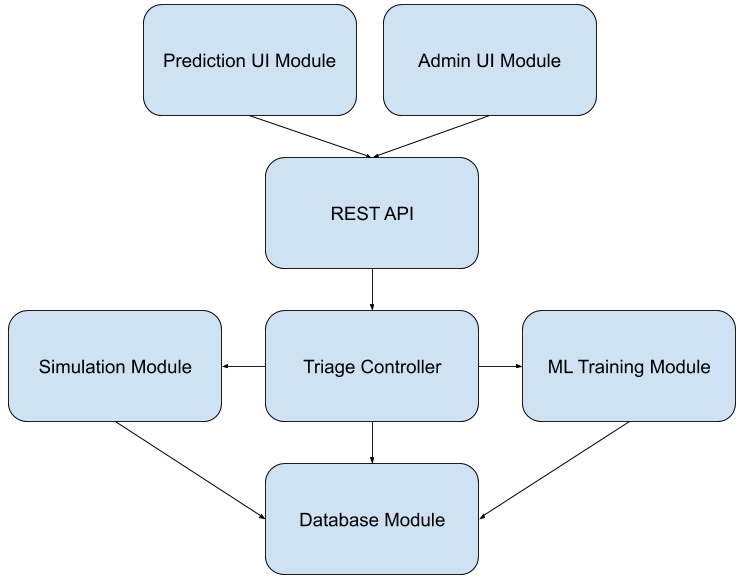 Prediction UI Module
Admin UI Module
REST API
Simulation Module
Triage Controller
ML Training Module
Database Module